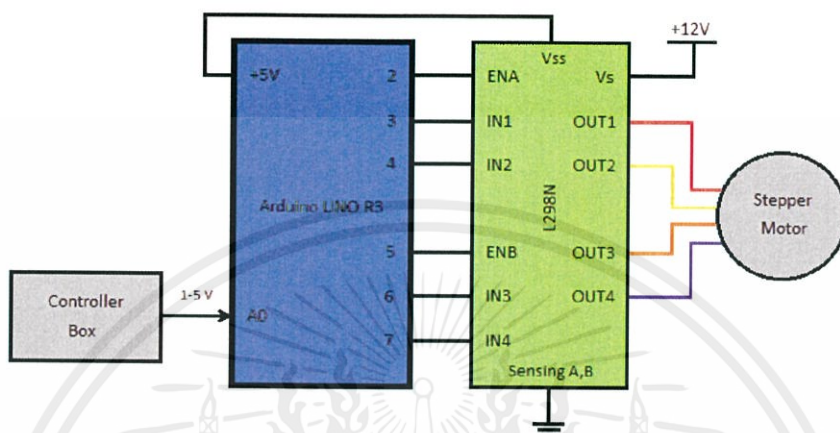 +12V
Vss
+5V
2
ENA
Vs
3
IN1
OUT1
4
IN2
OUT2
Arduino UNO R3
L298N
Stepper
Motor
5
ENB
OUT3
Controller
Box
1-5 V
A0
6
IN3
OUT4
7
IN4
Sensing A,B